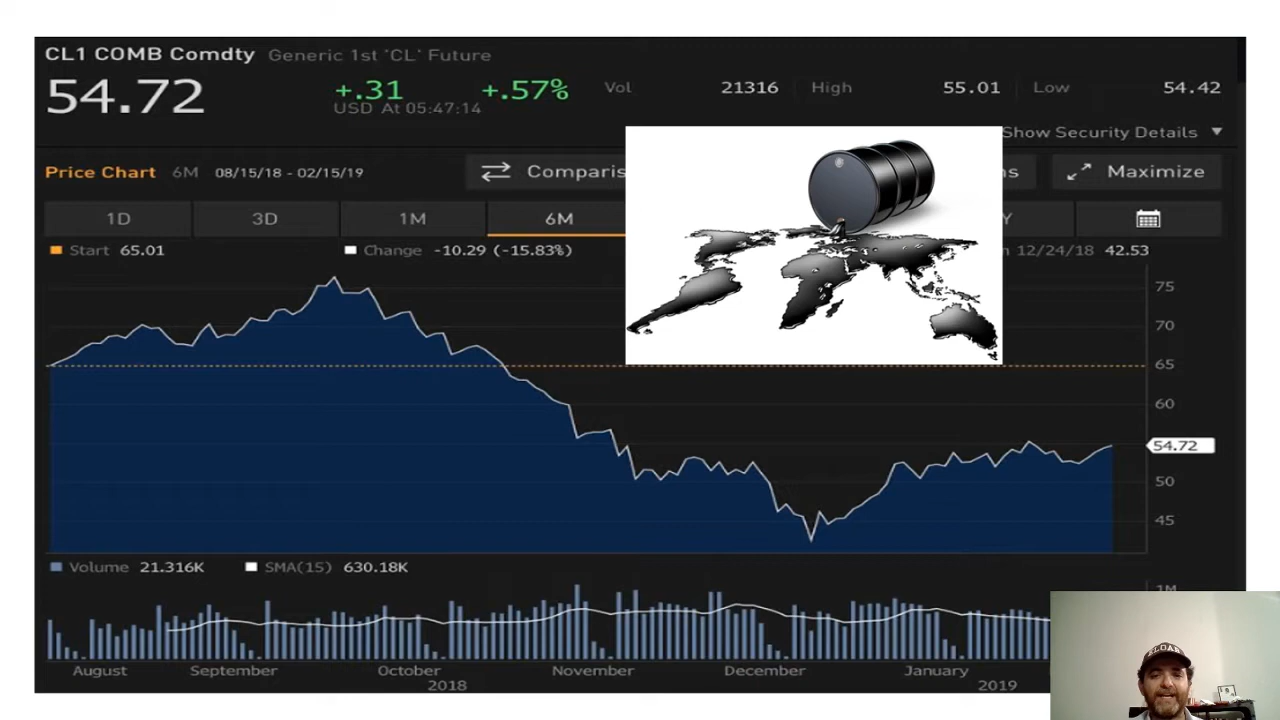 CL1 COMB Comdty Generic 1st 'CL' Future
54.72 +.31 +.57% Vol 21316 High 55.01 Low 54.42
USD At 05:47:14
Show Security Details
Price Chart 6M 08/15/18 - 02/15/19 Comparis ns Maximize
1D 3D 1M 6M Y
Start 65.01 Change -10.29 (-15.83%) n 12/24/18 42.53
75
70
65
60
54.72
50
45
Volume 21.316K SMA(15) 630.18K
1M
August September October November December January
2018 2019